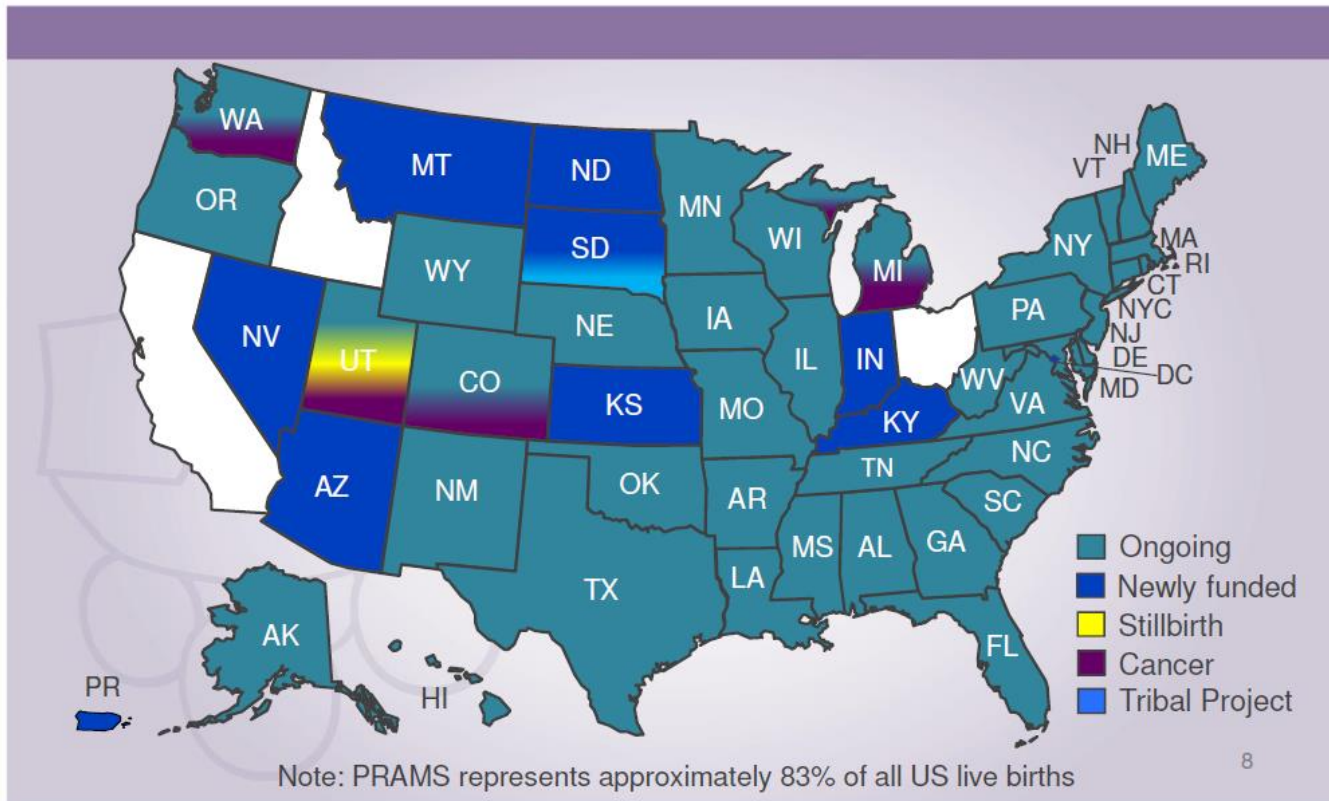 WA
MT
ND
OR
MN
NH
VT
ME
SD
WI
NY
MA
WY
MI
RI
CT
NYC
NV
NE
IA
PA
NJ
UT
IL
IN
DE
CO
WV
DC
MD
KS
MO
VA
KY
AZ
NM
OK
AR
TN
NC
SC
MS
AL
GA
LA
TX
FL
AK
PR
HI
Ongoing
Newly funded
Stillbirth
Cancer
Tribal Project
Note: PRAMS represents approximately 83% of all US live births
8